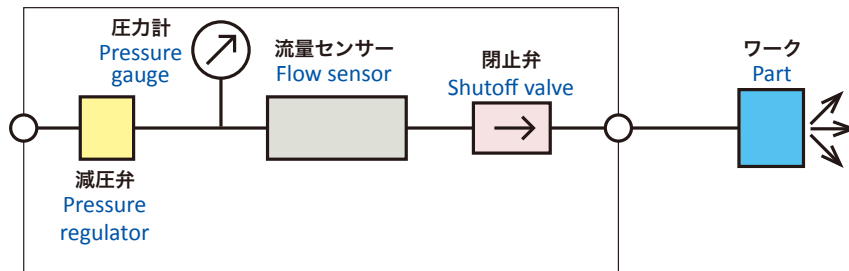 圧力計
Pressure
gauge
流量センサー
Flow sensor
閉止弁
Shutoff valve
ワーク
Part
減圧弁
Pressure
regulator